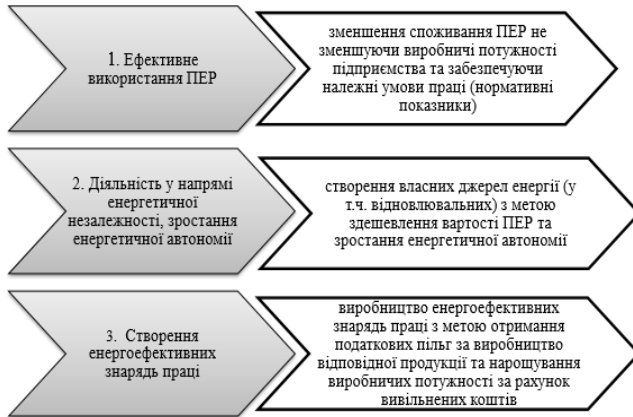 1. Ефективне
використання ПЕР
зменшення споживання ПЕР не
зменшуючи виробничі потужності
підприємства та забезпечуючи
належні умови праці (нормативні
показники)
2. Діяльність у напрямі
енергетичної
незалежності, зростання
енергетичної автономії
створення власних джерел енергії (у
т.ч. відновлювальних) з метою
здешевлення вартості ПЕР та
зростання енергетичної автономії
3. Створення
енергоефективних
знарядь праці
виробництво енергоефективних
знарядь праці з метою отримання
податкових пільг за виробництво
відповідної продукції та нарощування
виробничих потужності за рахунок
вивільнених коштів